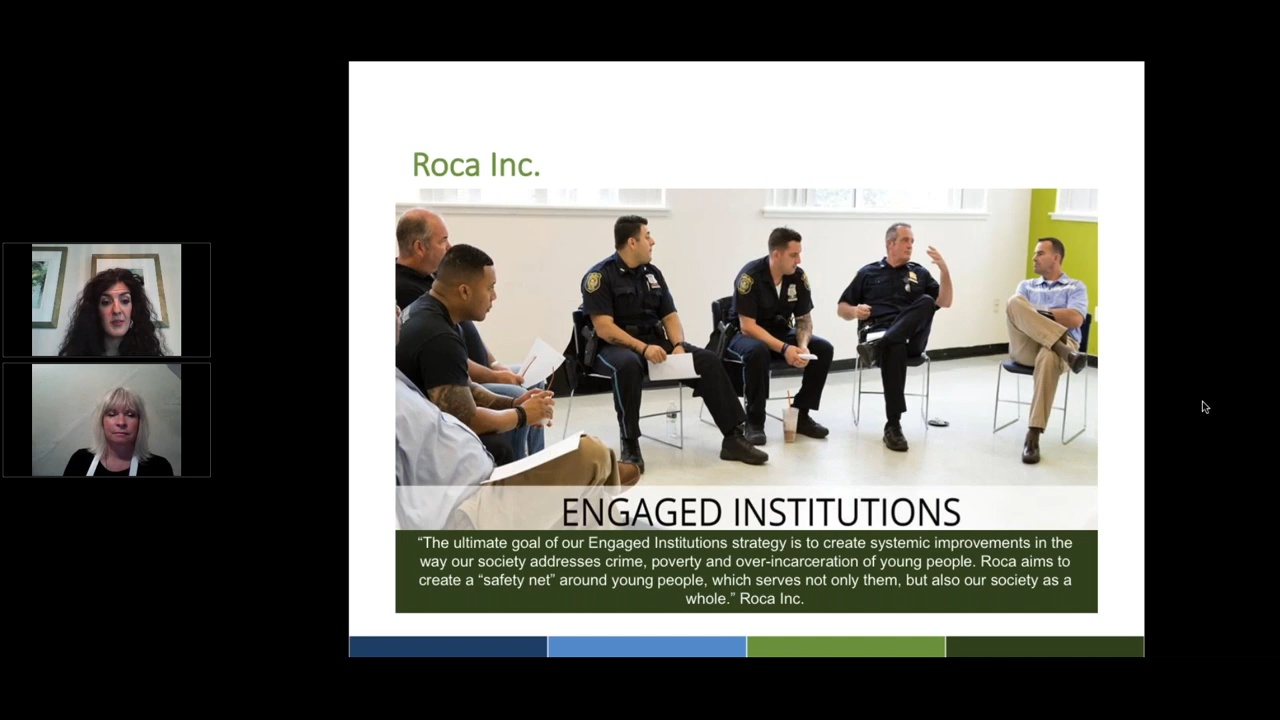 Roca Inc.
ENGAGED INSTITUTIONS
“The ultimate goal of our Engaged Institutions strategy is to create systemic improvements in the
way our society addresses crime, poverty and over-incarceration of young people. Roca aims to
create a “safety net” around young people, which serves not only them, but also our society as a
whole.” Roca Inc.